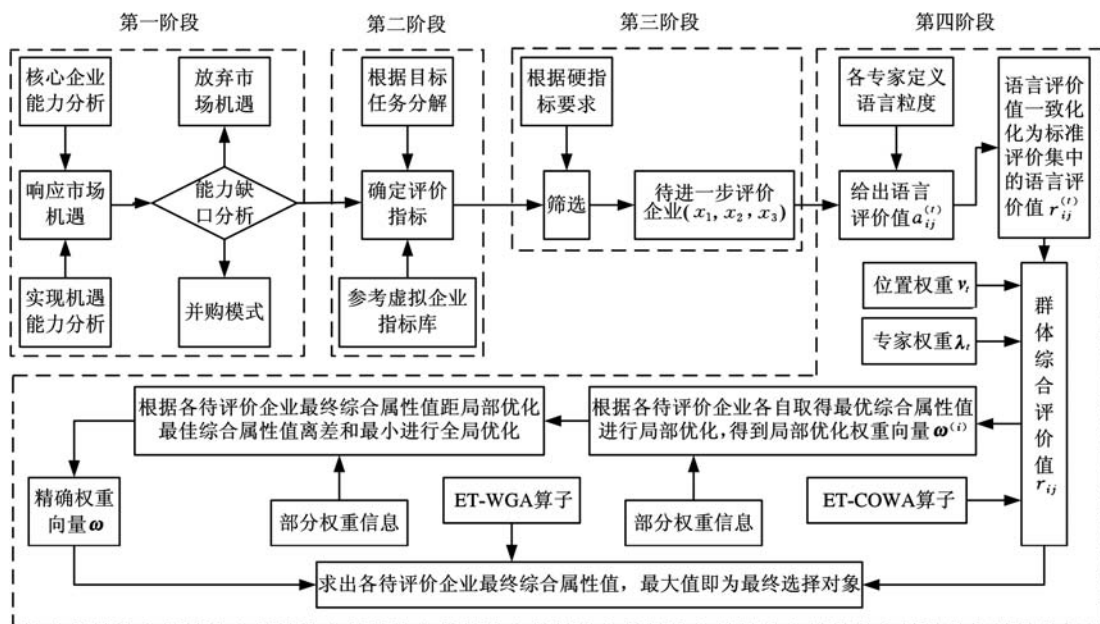 第一阶段
第二阶段
第三阶段
第四阶段
核心企业
能力分析
放弃市
场机遇
响应市场
机遇
能力缺
口分析
实现机遇
能力分析
并购模式
根据目标
任务分解
确定评价
指标
参考虚拟企业
指标库
根据硬指
标要求
筛选
待进一步评价
企业(x₁, x₂, x₃)
各专家定义
语言粒度
给出语言
评价值 a_{ij}^{(t)}
语言评价
值一致化
化为标准
评价集中
的语言评
价值 r_{ij}^{(t)}
位置权重 v_t
专家权重 λ_t
群体综合评价值 r_{ij}
根据各待评价企业各自取得最优综合属性值
进行局部优化,得到局部优化权重向量 ω^{(i)}
根据各待评价企业最终综合属性值距局部优化
最佳综合属性值离差和最小进行全局优化
精确权重
向量 ω
部分权重信息
ET-WGA算子
部分权重信息
ET-COWA算子
求出各待评价企业最终综合属性值，最大值即为最终选择对象